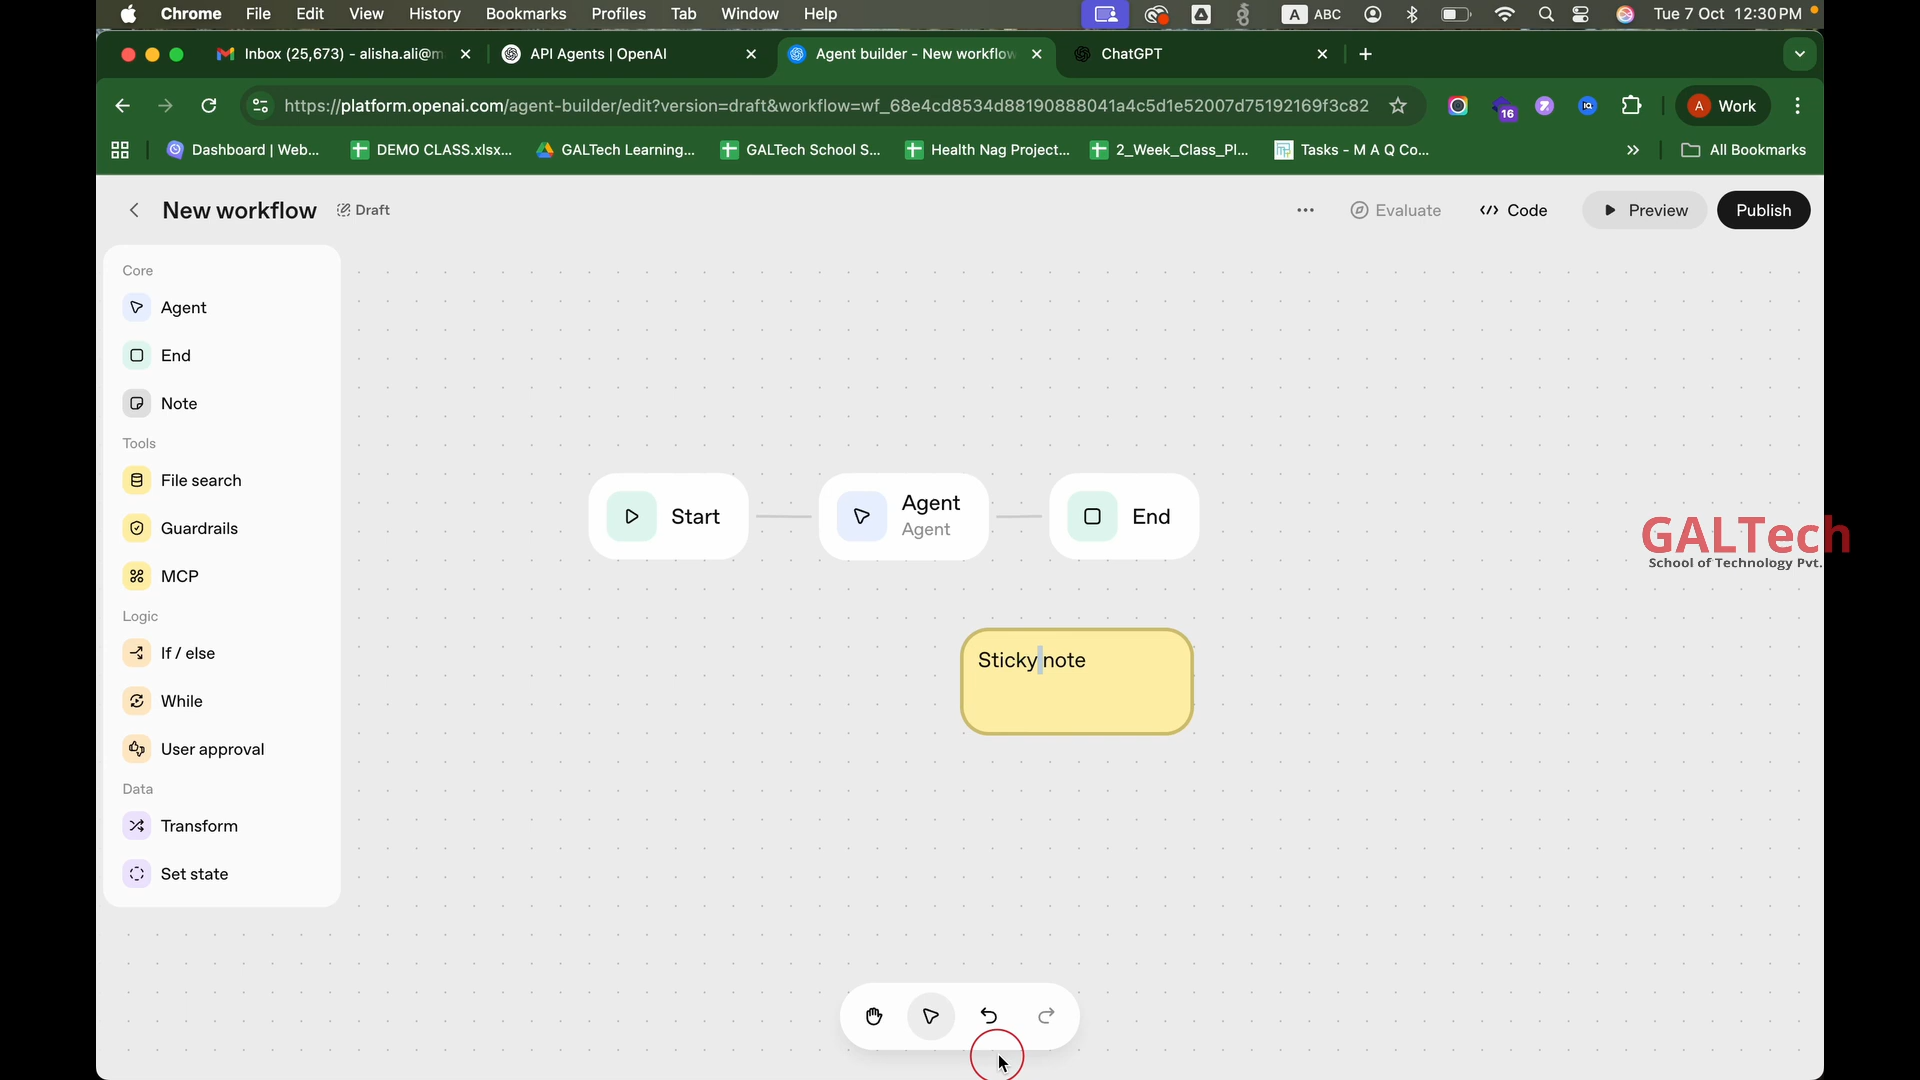 Chrome File Edit View History Bookmarks Profiles Tab Window Help A ABC Tue 7 Oct 12:30 PM
Inbox (25,673) - alisha.ali@m API Agents | OpenAI Agent builder - New workflow ChatGPT
https://platform.openai.com/agent-builder/edit?version=draft&workflow=wf_68e4cd8534d88190888041a4c5d1e52007d75192169f3c82 16 A Work
Dashboard | Web... DEMO CLASS.xlsx... GALTech Learning... GALTech School S... Health Nag Project... 2_Week_Class_Pl... Tasks - M A Q Co... All Bookmarks
New workflow Draft Evaluate Code Preview Publish
Core
Agent
End
Note
Tools
File search
Guardrails
MCP
Logic
If / else
While
User approval
Data
Transform
Set state
Start
Agent
Agent
End
Sticky note
GALTech
School of Technology Pvt.